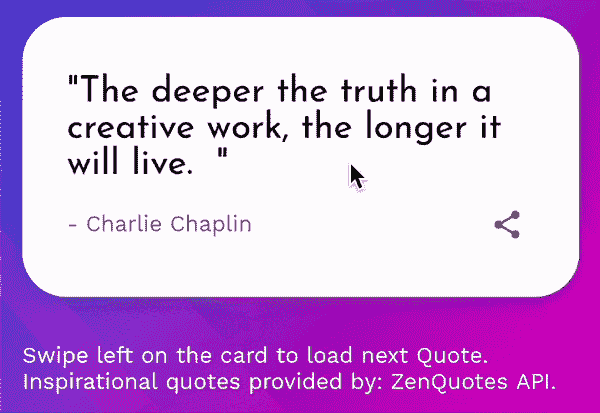 "The deeper the truth in a
creative work, the longer it
will live.  "
- Charlie Chaplin
Swipe left on the card to load next Quote.
Inspirational quotes provided by: ZenQuotes API.